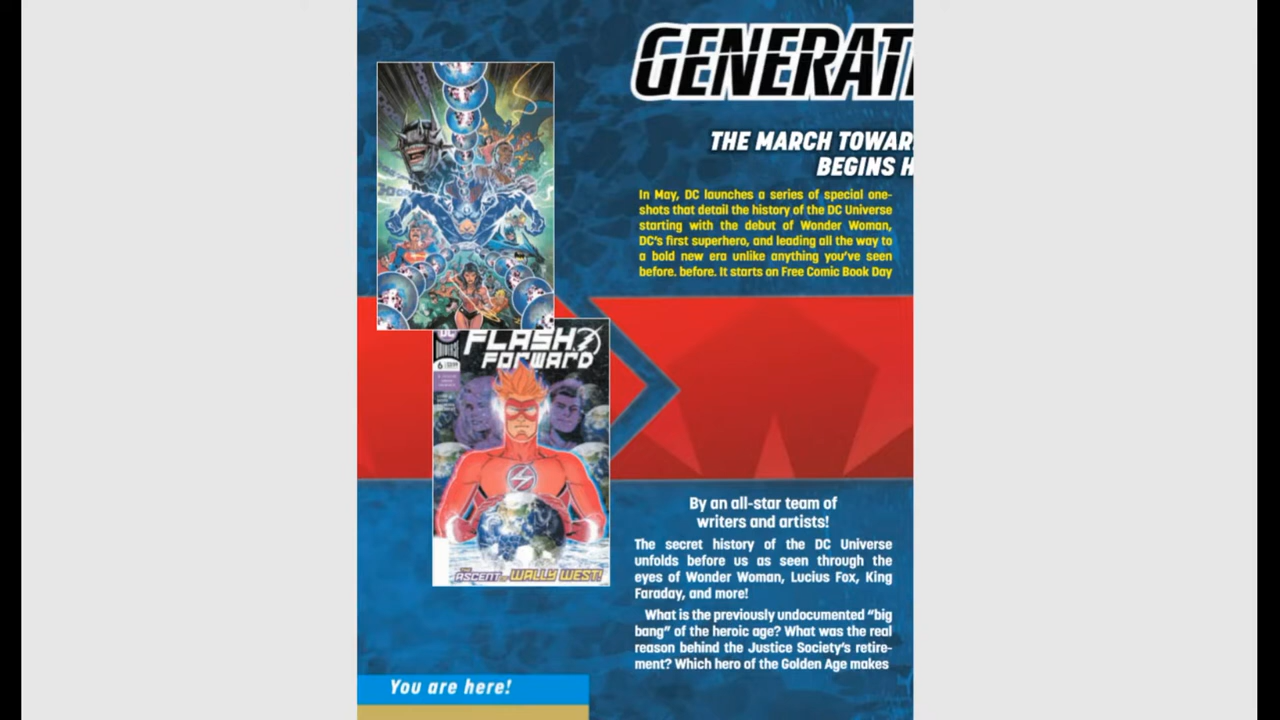 GENERATI
THE MARCH TOWAR
BEGINS H
In May, DC launches a series of special one-
shots that detail the history of the DC Universe
starting with the debut of Wonder Woman,
DC's first superhero, and leading all the way to
a bold new era unlike anything you've seen
before. before. It starts on Free Comic Book Day
DC
UNIVERSE
6
FLASH
FORWARD
ASCENT OF WALLY WEST!
By an all-star team of
writers and artists!
The secret history of the DC Universe
unfolds before us as seen through the
eyes of Wonder Woman, Lucius Fox, King
Faraday, and more!
What is the previously undocumented “big
bang” of the heroic age? What was the real
reason behind the Justice Society's retire-
ment? Which hero of the Golden Age makes
You are here!